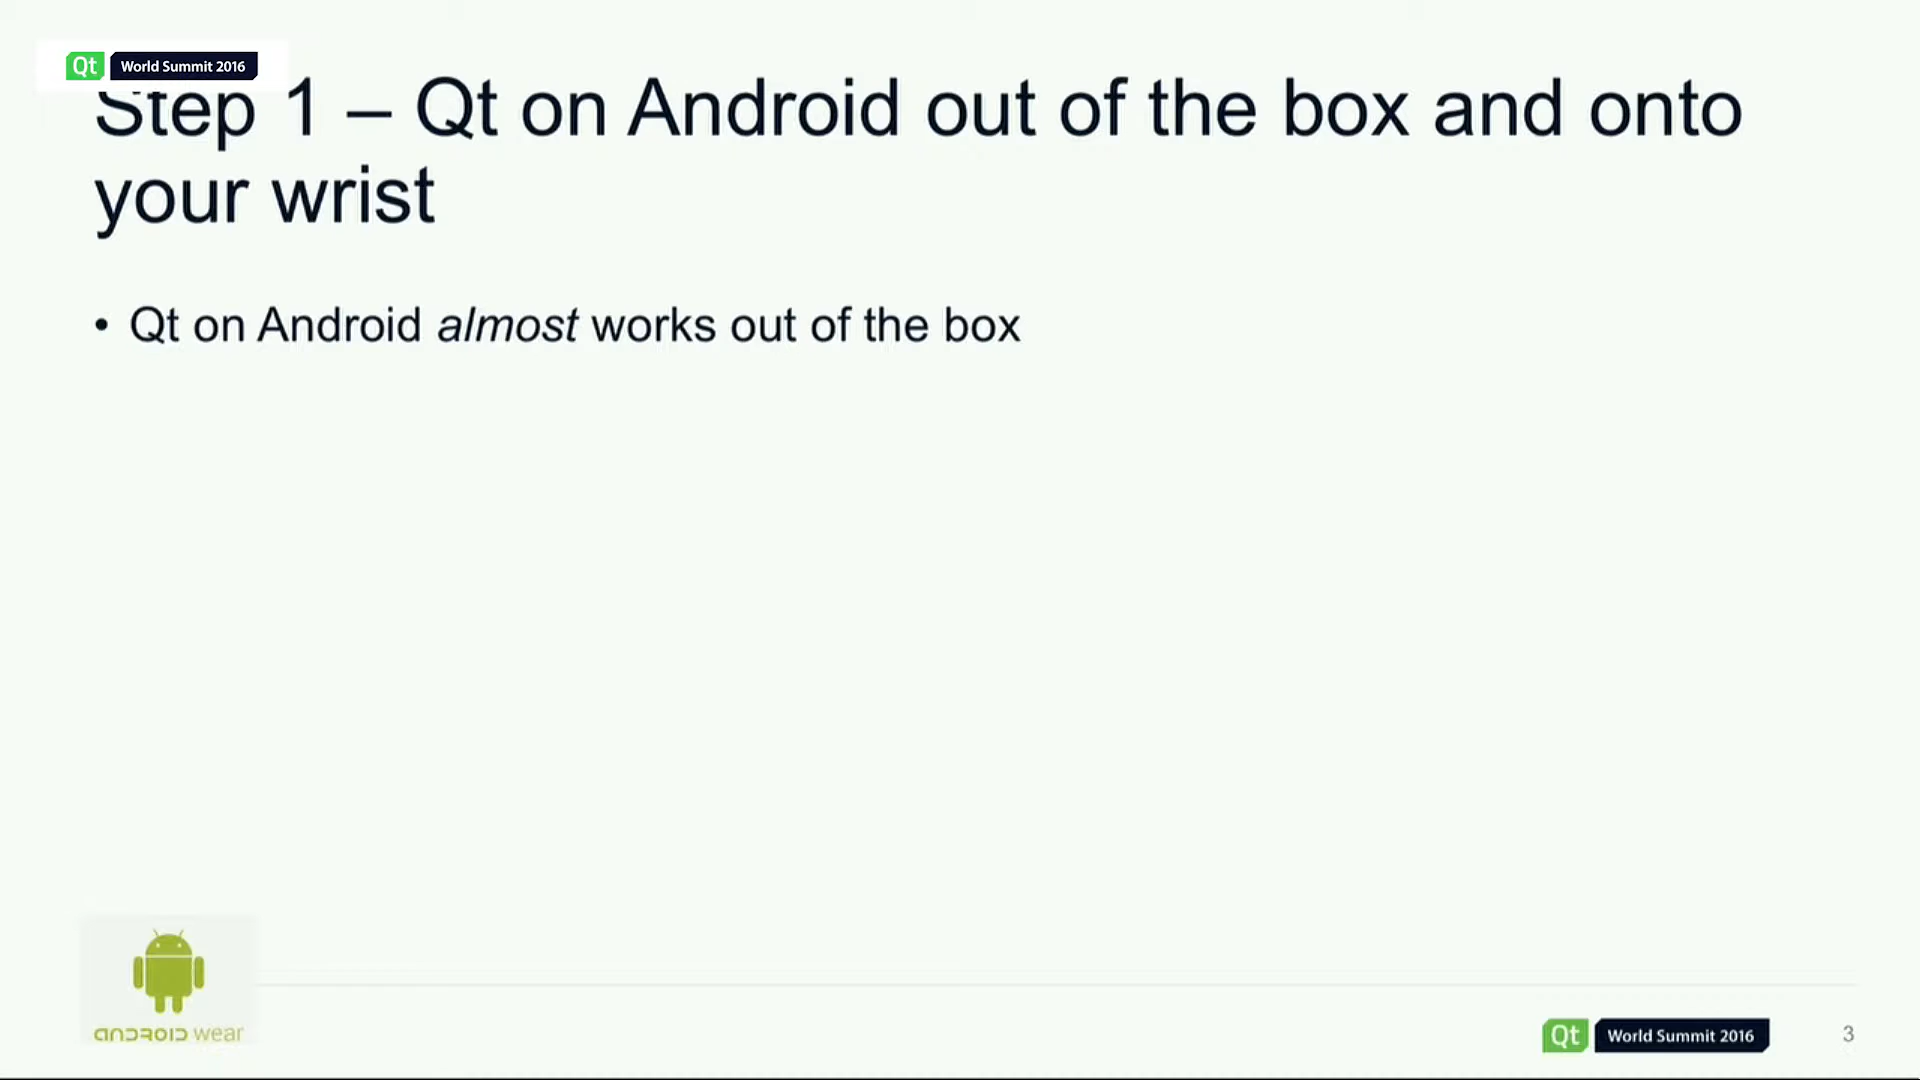 Qt World Summit 2016
Step 1 – Qt on Android out of the box and onto
your wrist
• Qt on Android almost works out of the box
android wear
Qt World Summit 2016
3